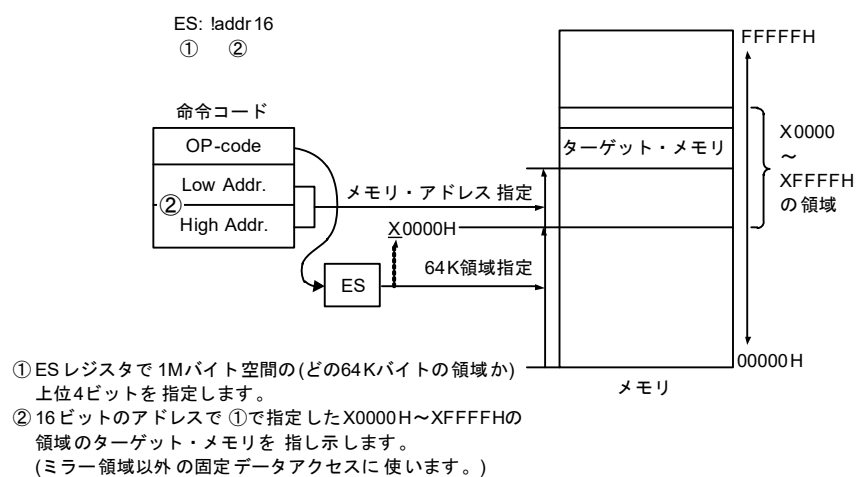 ES: !addr16
① ②
命令コード
OP-code
Low Addr.
②
High Addr.
メモリ・アドレス指定
X0000H
64K領域指定
ES
FFFFFH
ターゲット・メモリ
X0000
～
XFFFFH
の領域
00000H
メモリ
① ESレジスタで1Mバイト空間の(どの64Kバイトの領域か)
上位4ビットを指定します。
② 16ビットのアドレスで①で指定したX0000H～XFFFFHの
領域のターゲット・メモリを指し示します。
(ミラー領域以外の固定データアクセスに使います。)